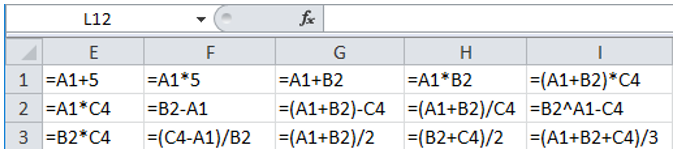 L12 fx
E F G H I
1 =A1+5 =A1*5 =A1+B2 =A1*B2 =(A1+B2)*C4
2 =A1*C4 =B2-A1 =(A1+B2)-C4 =(A1+B2)/C4 =B2^A1-C4
3 =B2*C4 =(C4-A1)/B2 =(A1+B2)/2 =(B2+C4)/2 =(A1+B2+C4)/3